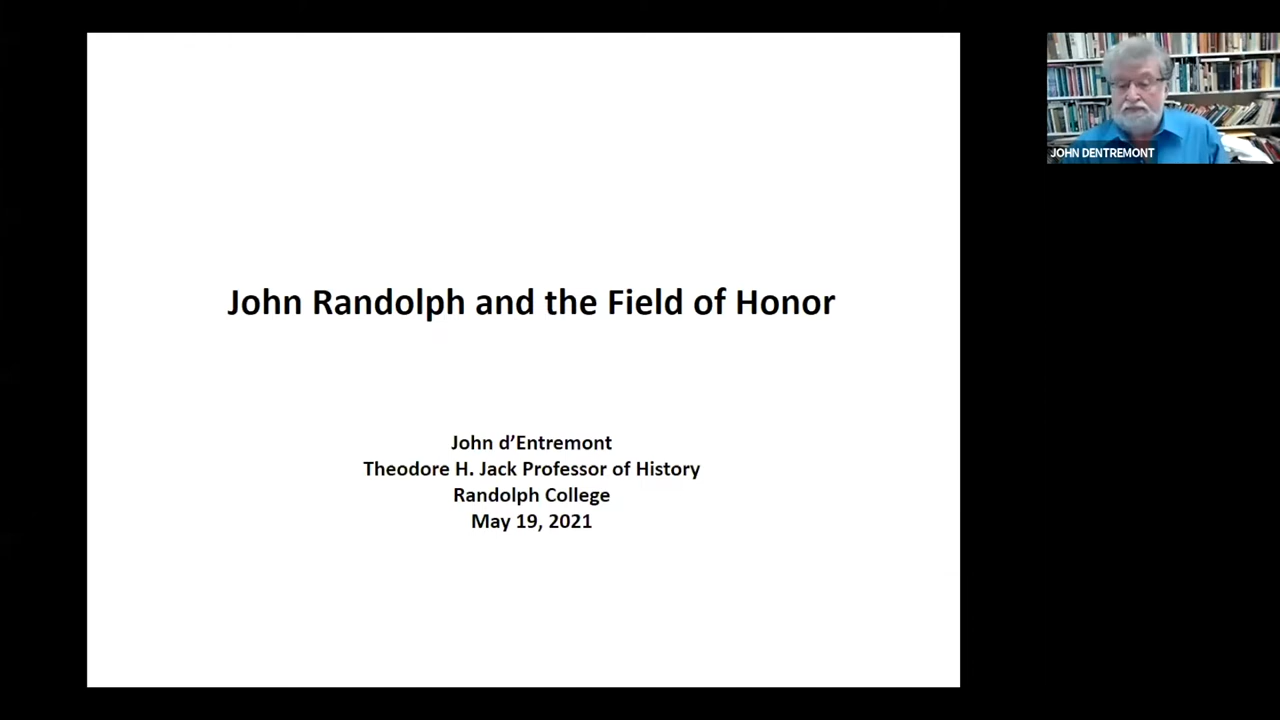 John Randolph and the Field of Honor
John d’Entremont
Theodore H. Jack Professor of History
Randolph College
May 19, 2021
JOHN DENTREMONT